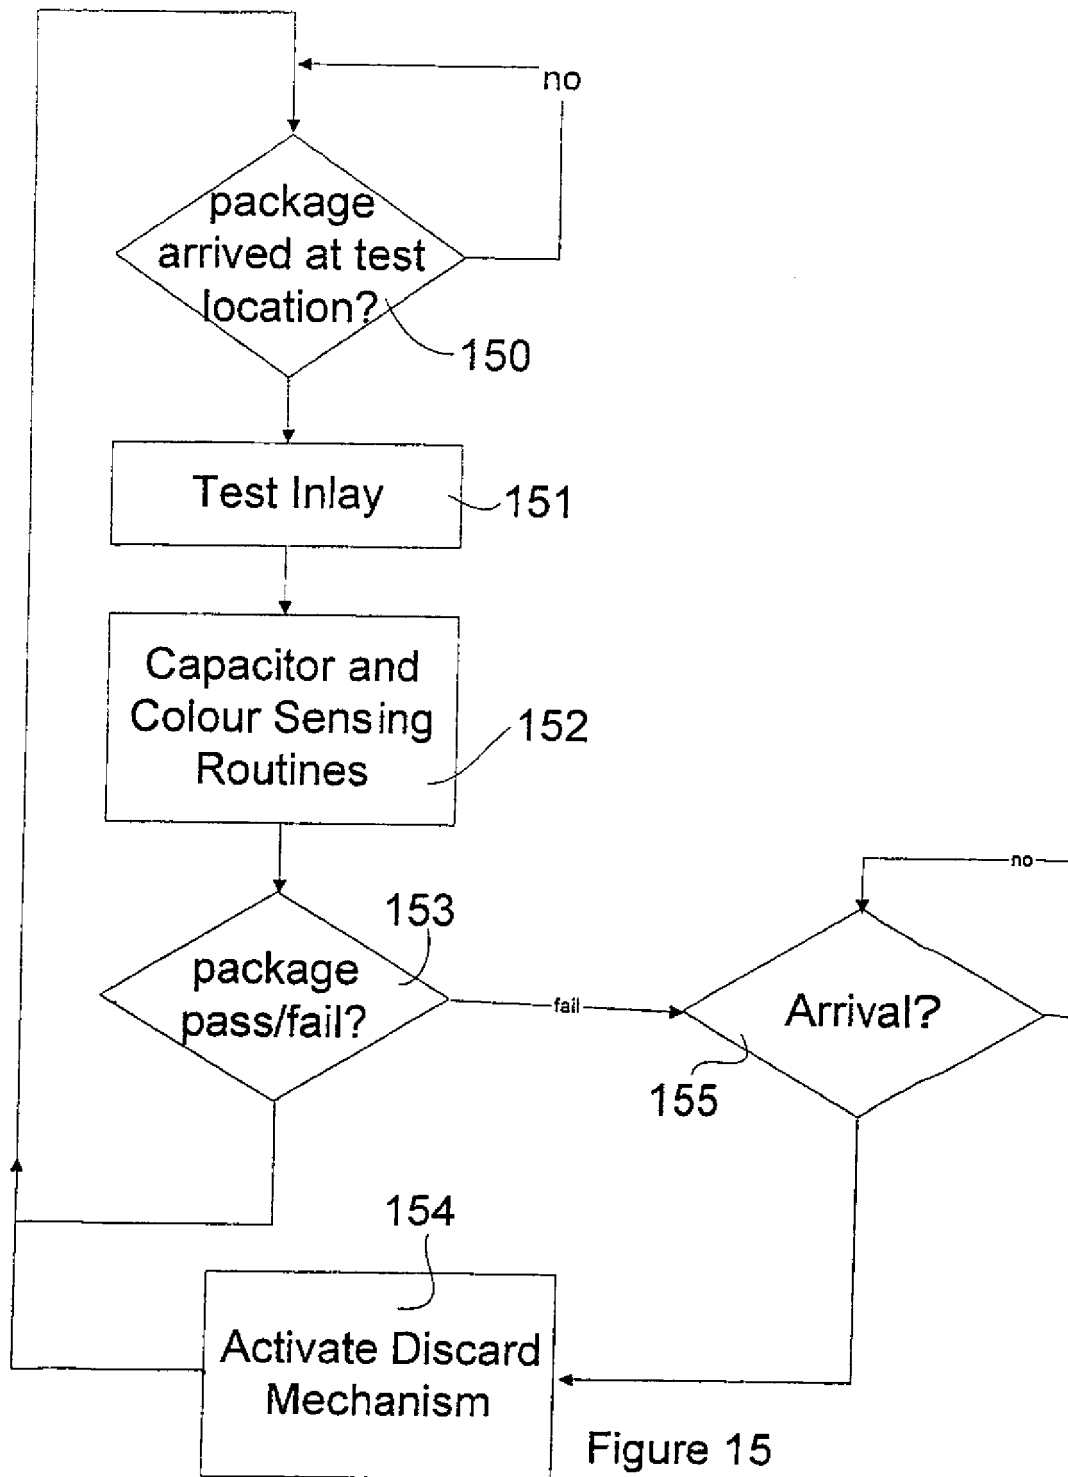 no
package
arrived at test
location?
150
Test Inlay
151
Capacitor and
Colour Sensing
Routines
152
153
package
pass/fail?
fail
no
Arrival?
155
154
Activate Discard
Mechanism
Figure 15